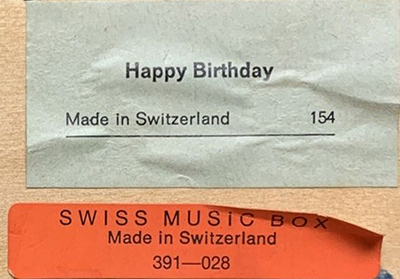 Happy Birthday
Made in Switzerland 154
SWISS MUSiC BOX
Made in Switzerland
391—028